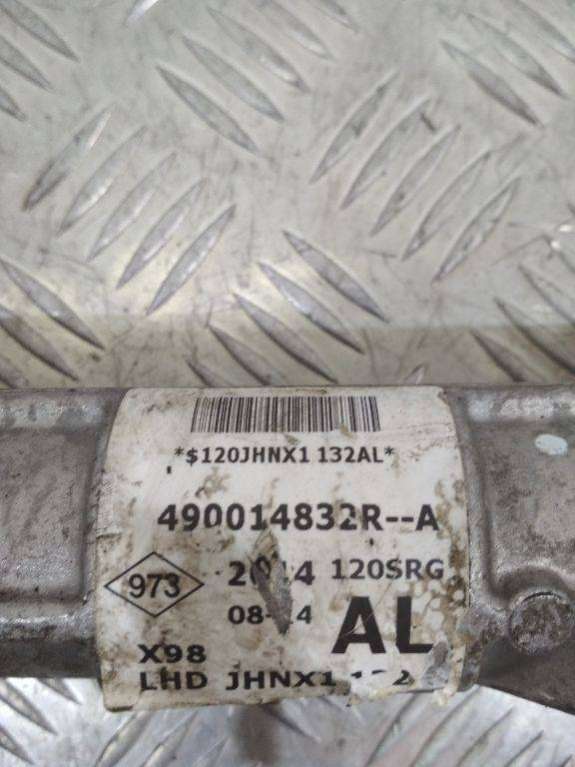 *$120JHNX1 132AL*
490014832R--A
973 120SRG
AL
X98
LHD JHNX1